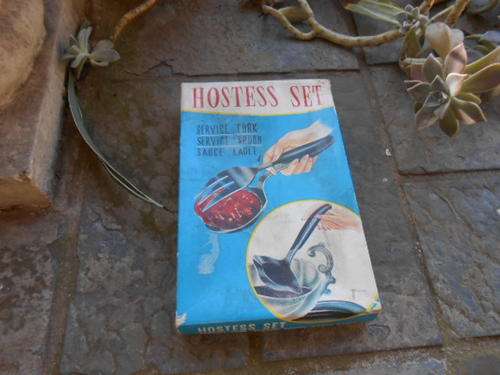 HOSTESS SET
SERVICE FORK
SERVICE SPOON
SAUCE LADLE
HOSTESS SET